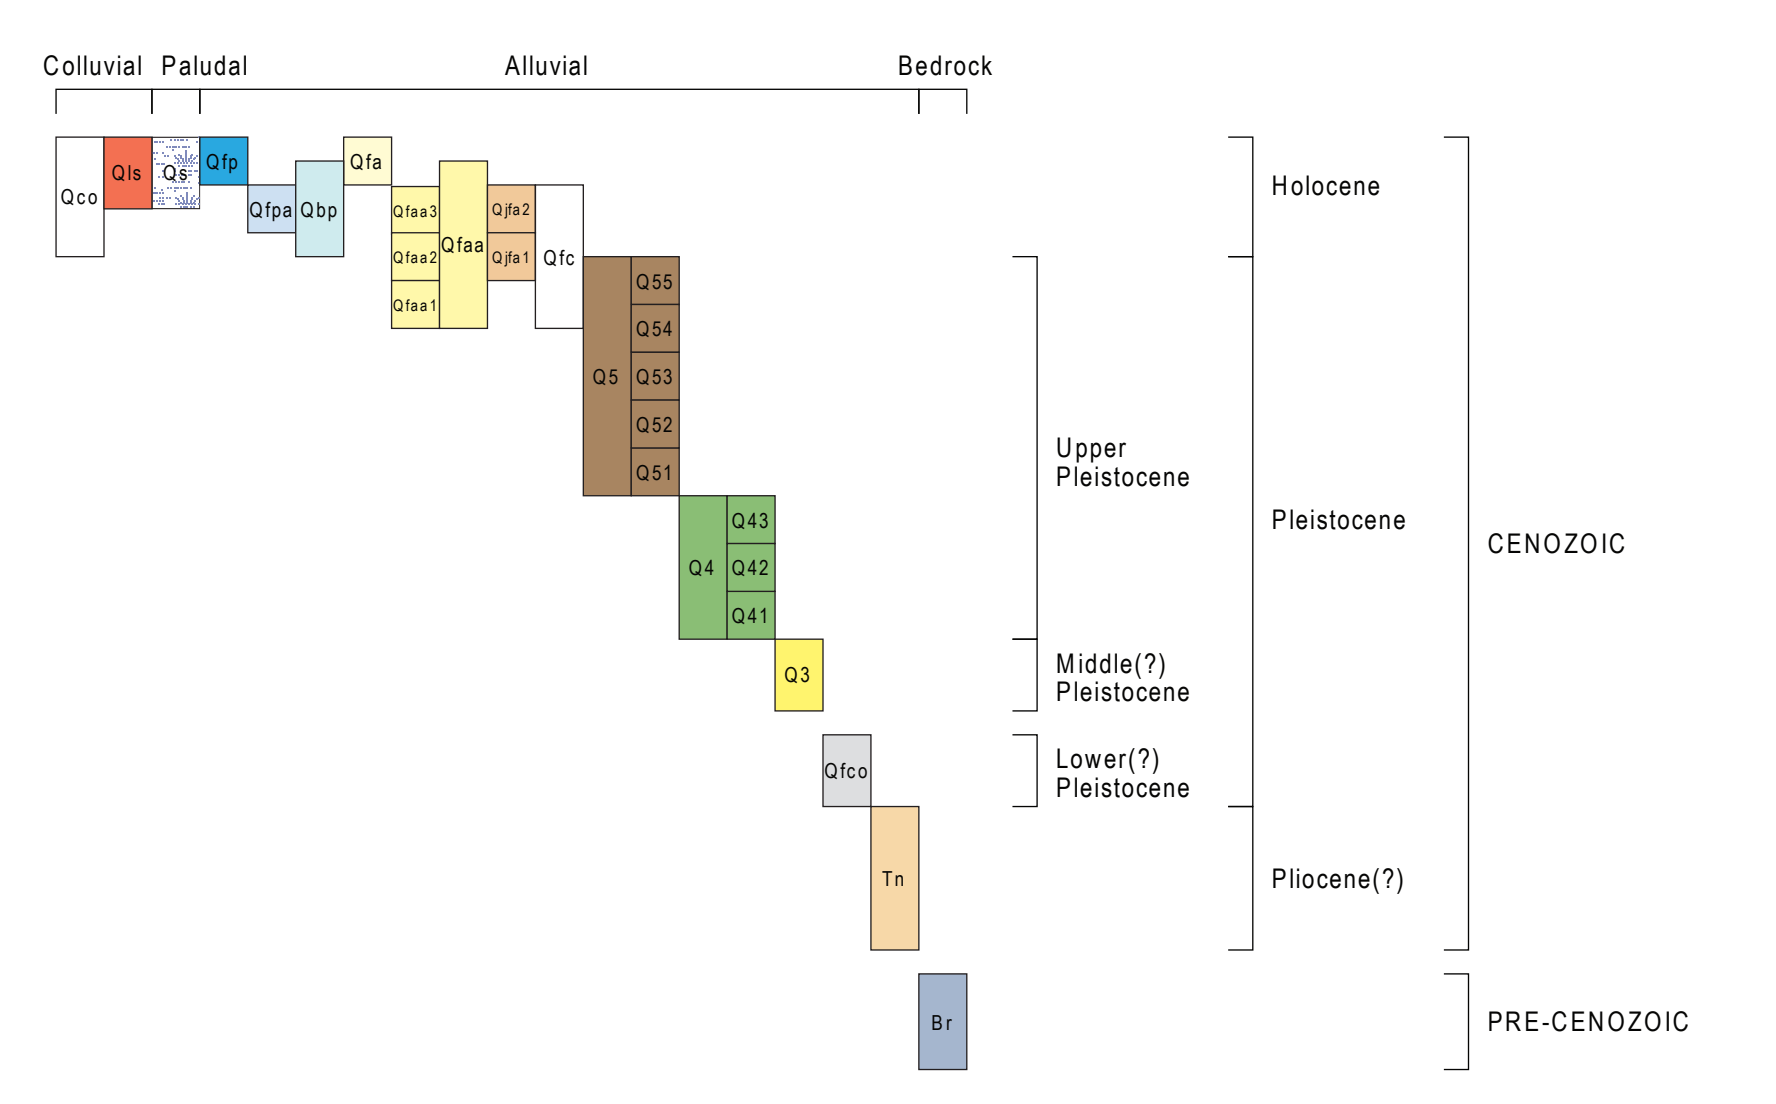 Colluvial Paludal Alluvial Bedrock
Qco
Qls
Qs
Qfp
Qfpa
Qbp
Qfa
Qfaa3
Qfaa2
Qfaa1
Qfaa
Qjfa2
Qjfa1
Qfc
Q5
Q55
Q54
Q53
Q52
Q51
Q4
Q43
Q42
Q41
Q3
Qfco
Tn
Br
Upper
Pleistocene
Middle(?)
Pleistocene
Lower(?)
Pleistocene
Holocene
Pleistocene
Pliocene(?)
CENOZOIC
PRE-CENOZOIC